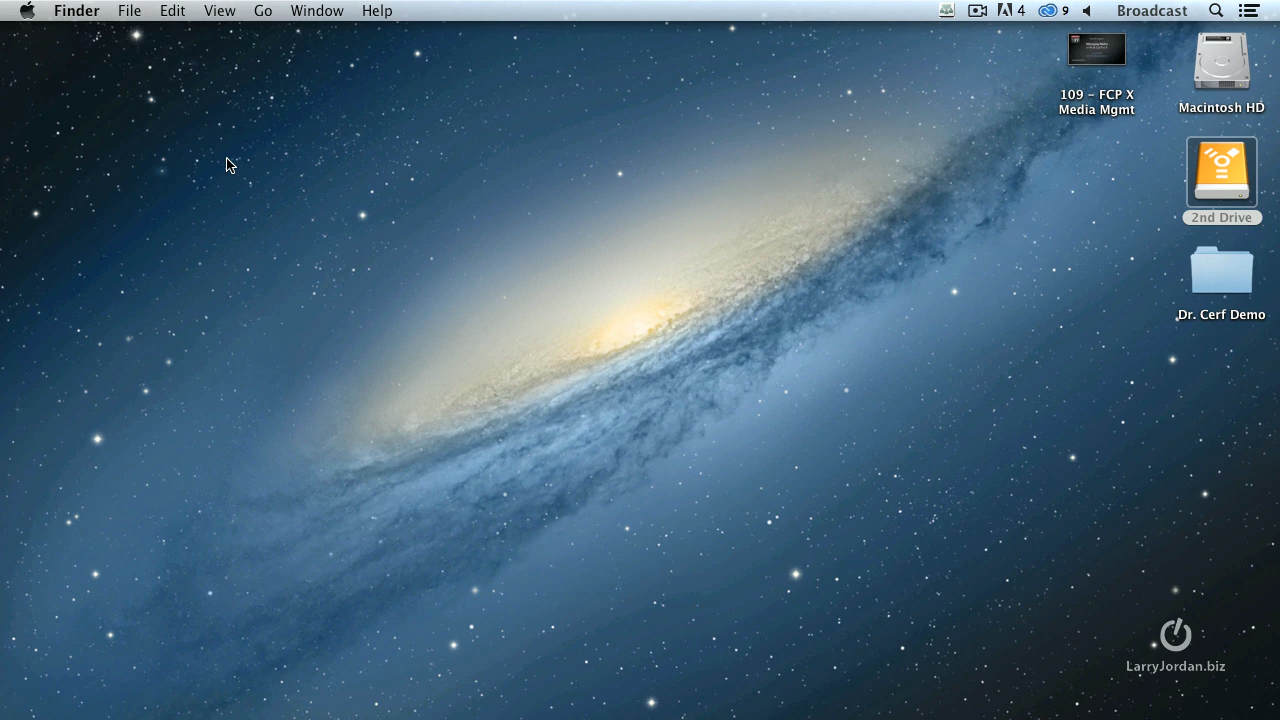 Finder File Edit View Go Window Help 4 9 Broadcast
109 – FCP X
Media Mgmt
Macintosh HD
2nd Drive
Dr. Cerf Demo
LarryJordan.biz